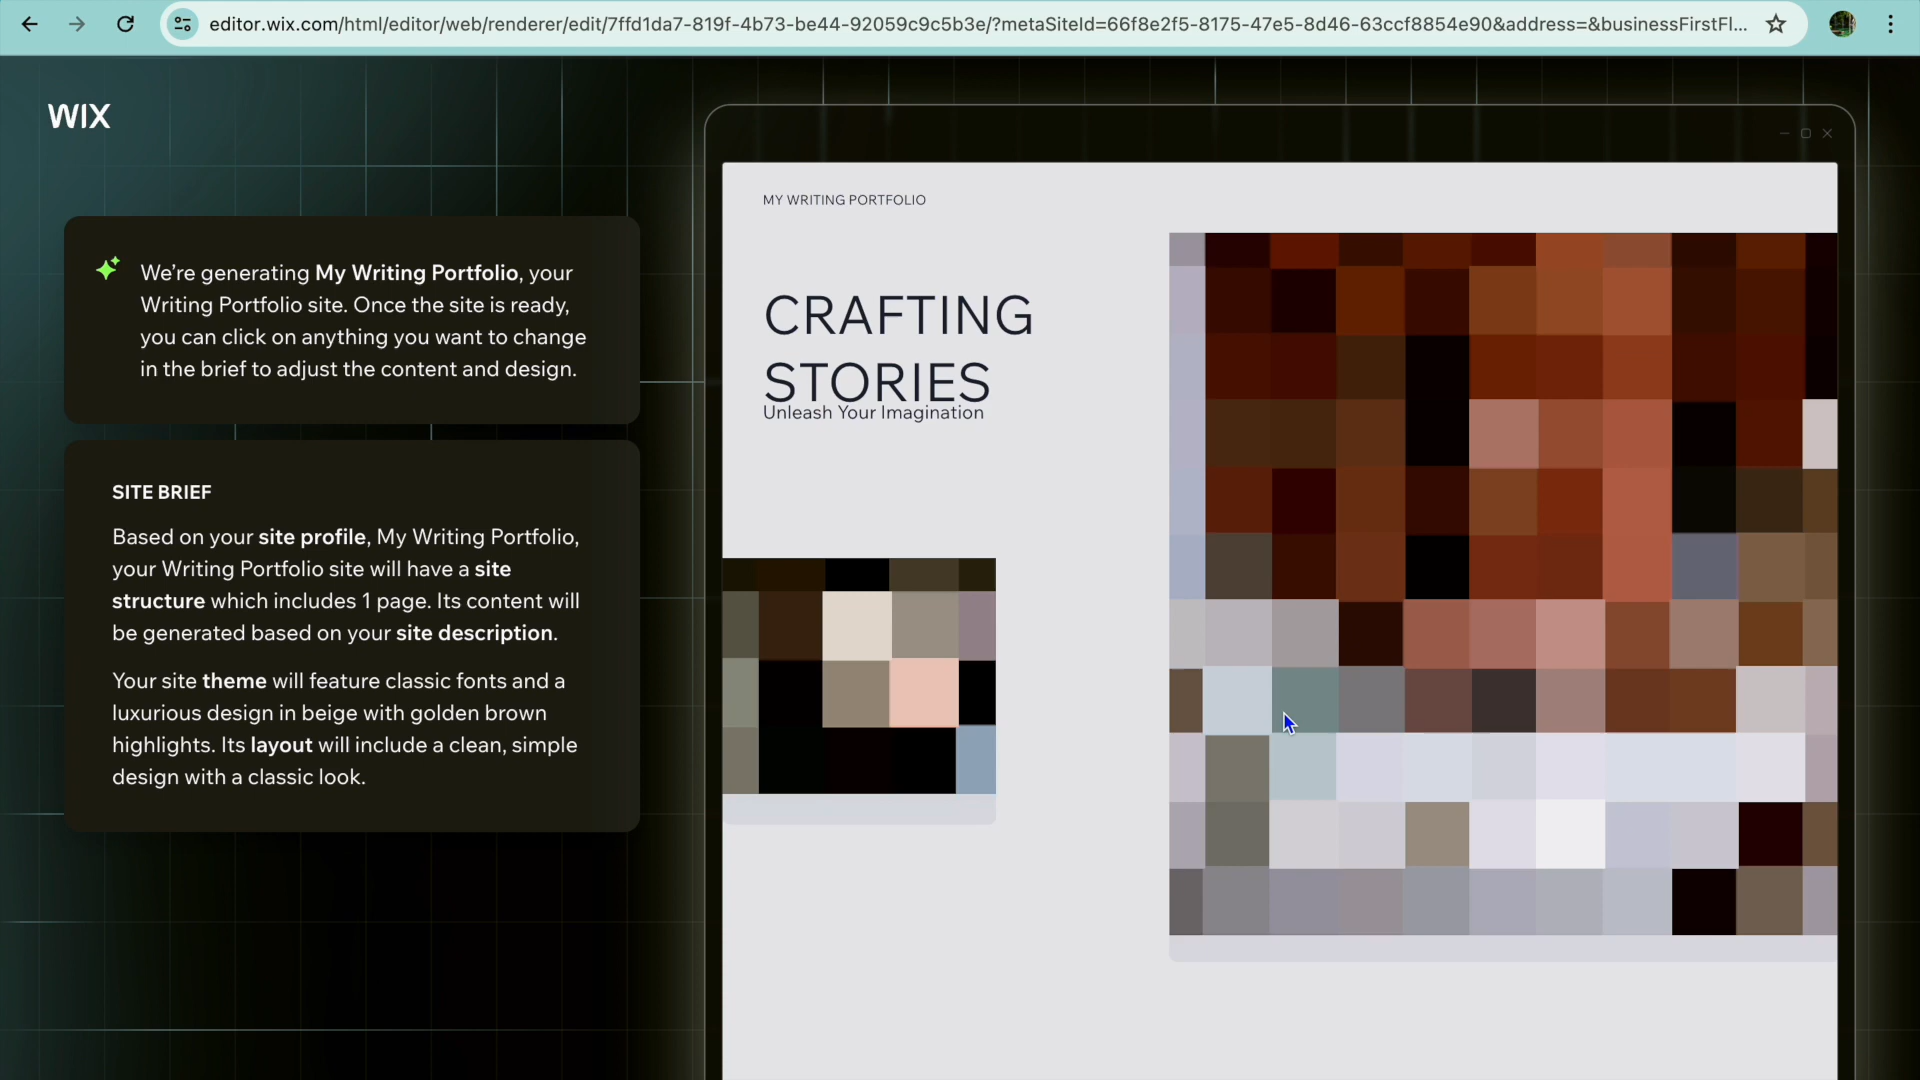 editor.wix.com/html/editor/web/renderer/edit/7ffd1da7-819f-4b73-be44-92059c9c5b3e/?metaSiteId=66f8e2f5-8175-47e5-8d46-63ccf8854e90&address=&businessFirstFl...
WIX
We're generating My Writing Portfolio, your
Writing Portfolio site. Once the site is ready,
you can click on anything you want to change
in the brief to adjust the content and design.
SITE BRIEF
Based on your site profile, My Writing Portfolio,
your Writing Portfolio site will have a site
structure which includes 1 page. Its content will
be generated based on your site description.
Your site theme will feature classic fonts and a
luxurious design in beige with golden brown
highlights. Its layout will include a clean, simple
design with a classic look.
MY WRITING PORTFOLIO
CRAFTING
STORIES
Unleash Your Imagination